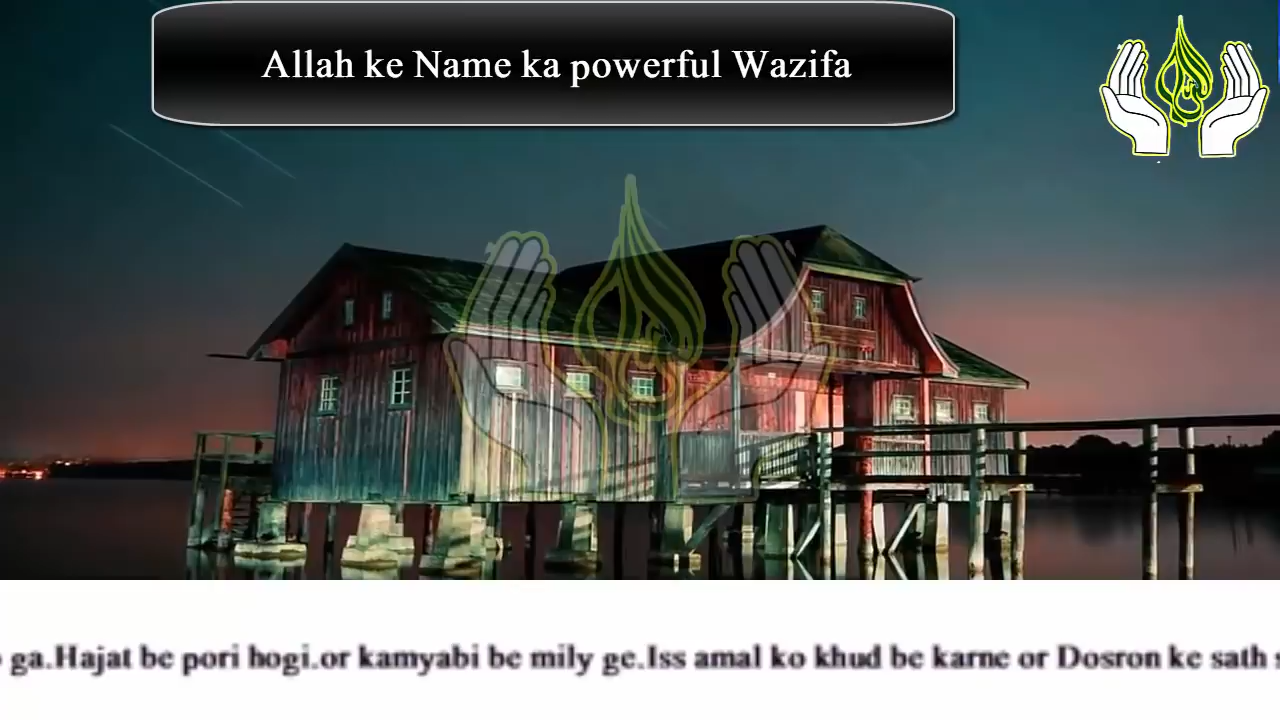 Allah ke Name ka powerful Wazifa
ga.Hajat be pori hogi.or kamyabi be mily ge.Iss amal ko khud be karne or Dosron ke sath